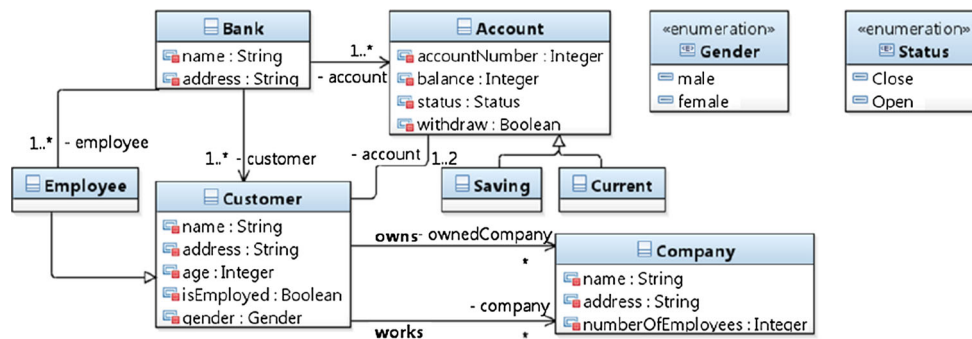 Bank
name : String
address : String
1..*
- account
Account
accountNumber : Integer
balance : Integer
status : Status
withdraw : Boolean
«enumeration»
Gender
male
female
«enumeration»
Status
Close
Open
1..* - employee
1..* - customer
- account 1..2
Employee
Saving
Current
Customer
name : String
address : String
age : Integer
isEmployed : Boolean
gender : Gender
owns - ownedCompany
*
Company
name : String
address : String
numberOfEmployees : Integer
- company
works *